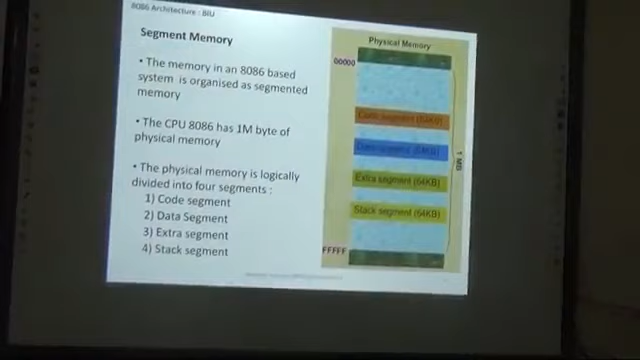 8086 Architecture : BIU
Segment Memory
• The memory in an 8086 based
system is organised as segmented
memory
• The CPU 8086 has 1M byte of
physical memory
• The physical memory is logically
divided into four segments :
1) Code segment
2) Data Segment
3) Extra segment
4) Stack segment
Physical Memory
00000
Code segment (64KB)
Data segment (64KB)
Extra segment (64KB)
Stack segment (64KB)
1 MB
FFFFF